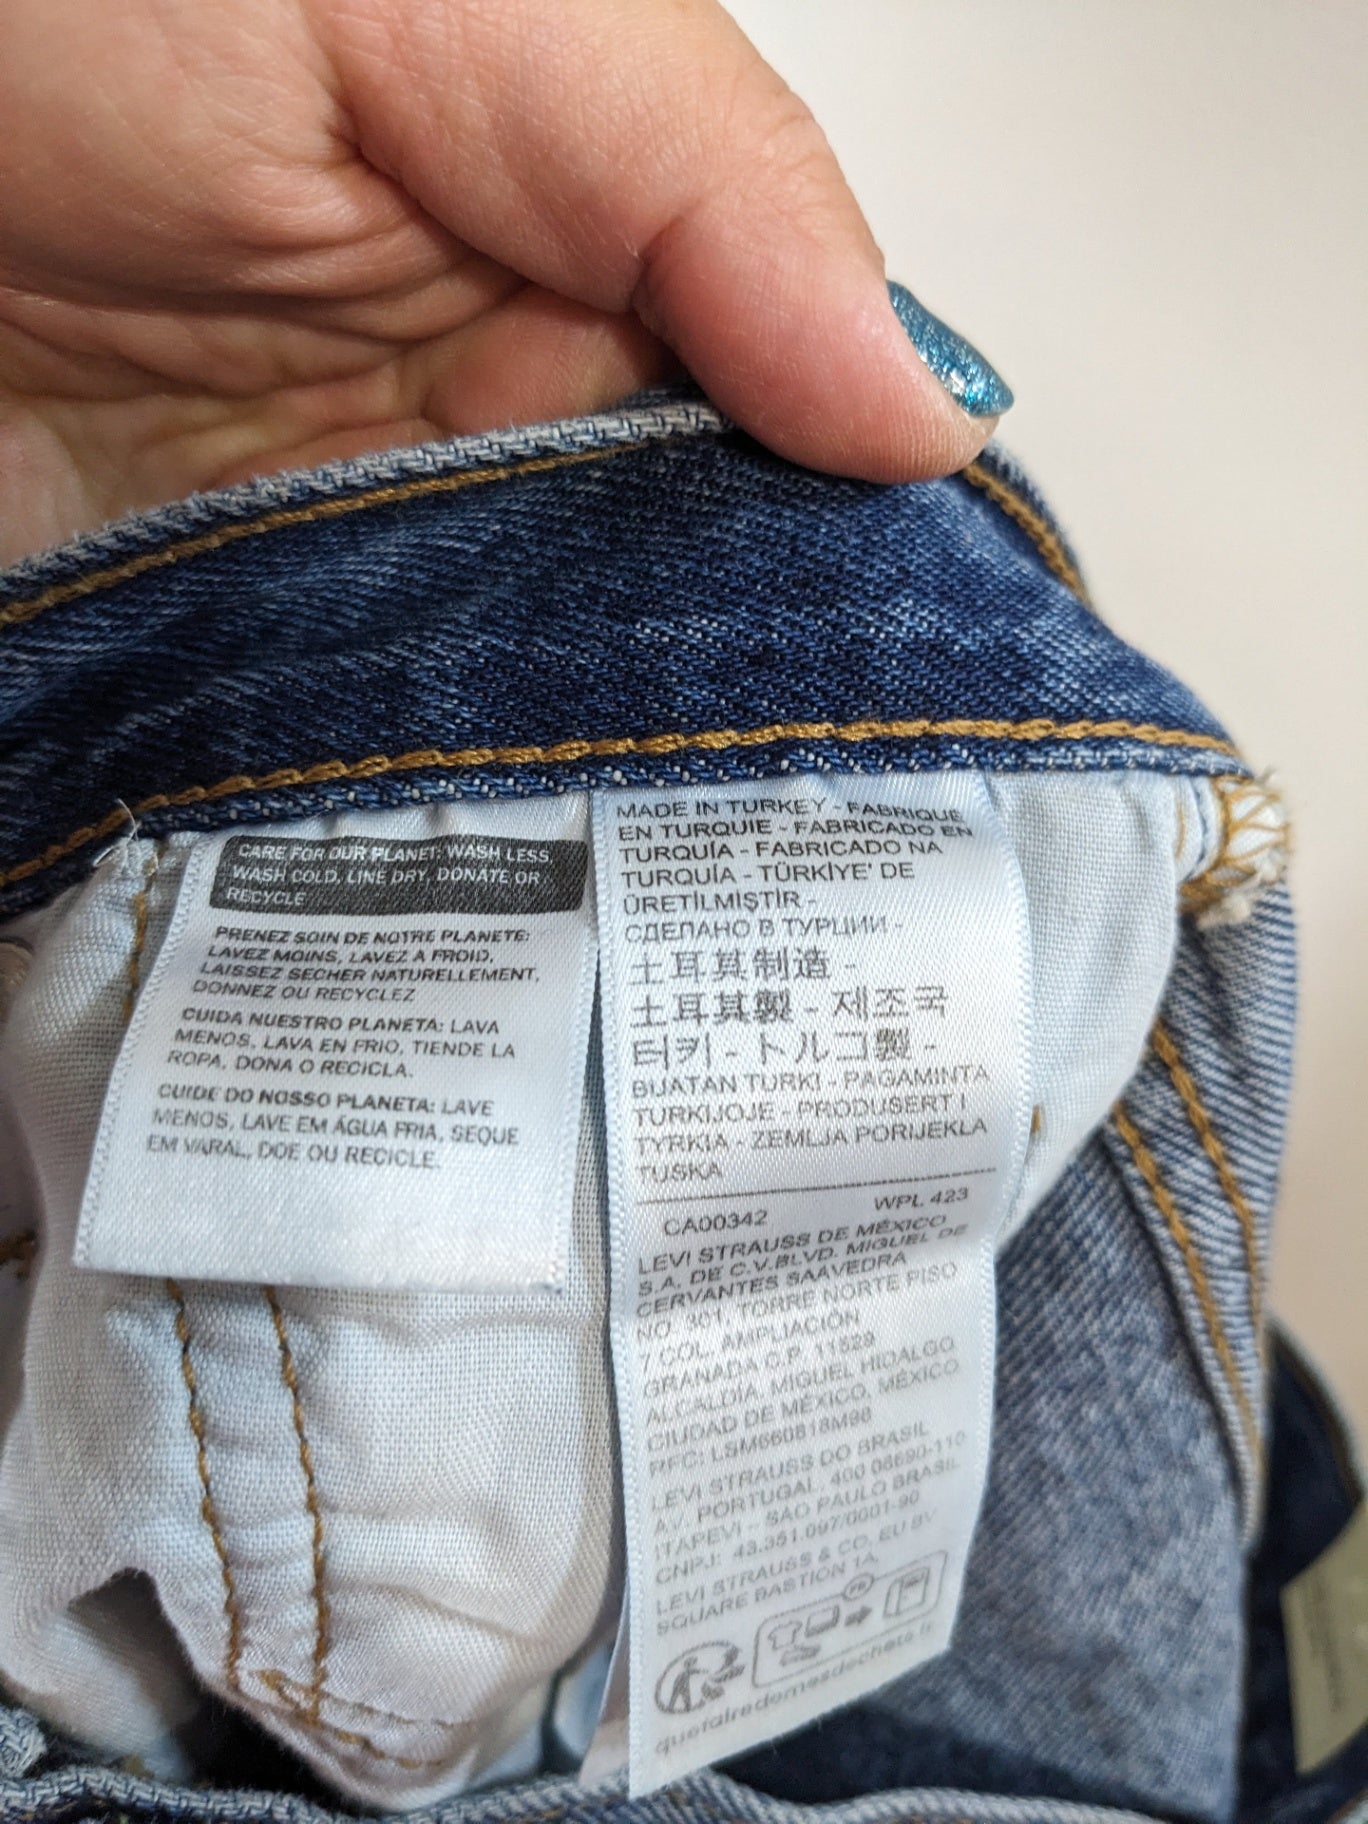 CARE FOR OUR PLANET: WASH LESS,
WASH COLD, LINE DRY, DONATE OR
RECYCLE
PRENEZ SOIN DE NOTRE PLANETE:
LAVEZ MOINS, LAVEZ A FROID,
LAISSEZ SECHER NATURELLEMENT,
DONNEZ OU RECYCLEZ
CUIDA NUESTRO PLANETA: LAVA
MENOS, LAVA EN FRIO, TIENDE LA
ROPA, DONA O RECICLA.
CUIDE DO NOSSO PLANETA: LAVE
MENOS, LAVE EM ÁGUA FRIA, SEQUE
EM VARAL, DOE OU RECICLE.
MADE IN TURKEY - FABRIQUE
EN TURQUIE - FABRICADO EN
TURQUÍA - FABRICADO NA
TURQUÍA - TÜRKİYE' DE
ÜRETİLMİŞTİR -
СДЕЛАНО В ТУРЦИИ -
土耳其制造 -
土耳其製 - 제조국
터키 - トルコ製 -
BUATAN TURKI - PAGAMINTA
TURKIJOJE - PRODUSERT I
TYRKIA - ZEMLJA PORIJEKLA
TUSKA
CA00342 WPL 423
LEVI STRAUSS DE MÉXICO
S.A. DE C.V.BLVD. MIGUEL DE
CERVANTES SAAVEDRA
NO. 301, TORRE NORTE PISO
7 COL. AMPLIACIÓN
GRANADA C.P. 11529
ALCALDÍA, MIGUEL HIDALGO
CIUDAD DE MÉXICO, MÉXICO
RFC: LSM660818M98
LEVI STRAUSS DO BRASIL
AV. PORTUGAL, 400 06690-110
ITAPEVI - SAO PAULO BRASIL
CNPJ: 43.351.097/0001-90
LEVI STRAUSS & CO. EU BV
SQUARE BASTION 1A,
FR
quefairedemesdechets.fr